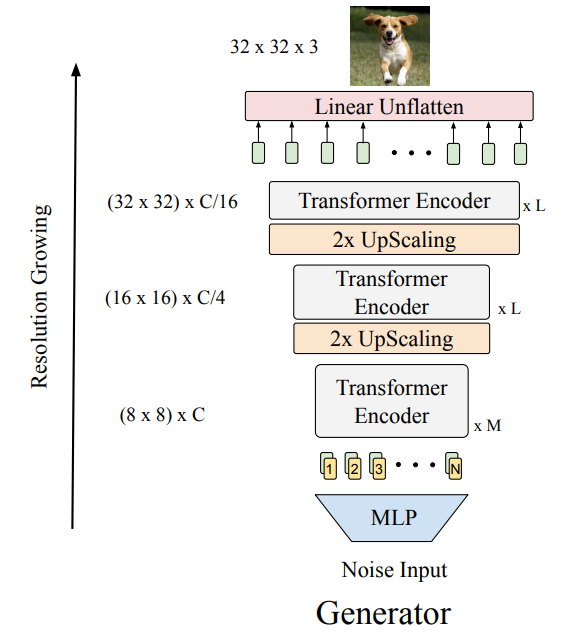 32 x 32 x 3
Linear Unflatten
(32 x 32) x C/16
Transformer Encoder
x L
2x UpScaling
(16 x 16) x C/4
Transformer
Encoder
x L
2x UpScaling
(8 x 8) x C
Transformer
Encoder
x M
1 2 3 N
MLP
Noise Input
Generator
Resolution Growing